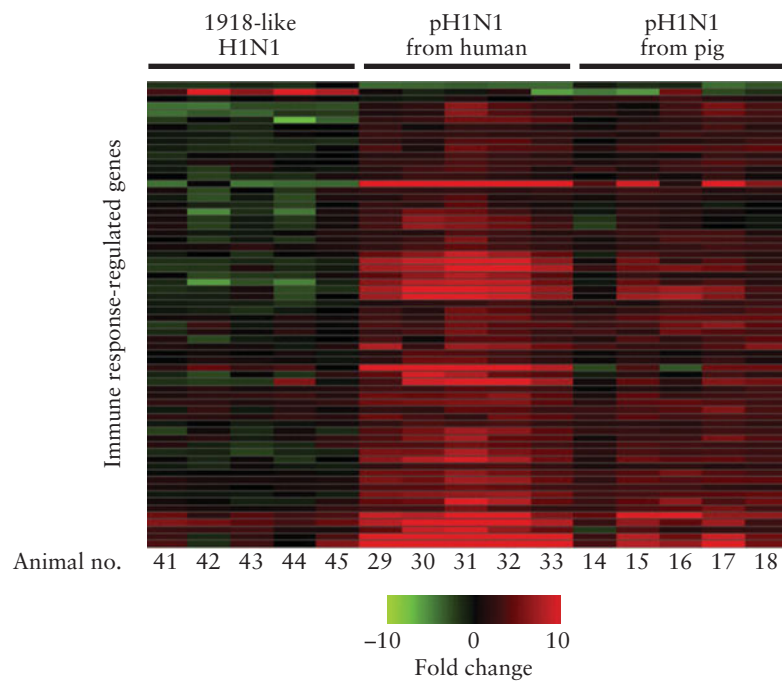 1918-like
H1N1
pH1N1
from human
pH1N1
from pig
Immune response-regulated genes
Animal no. 41 42 43 44 45 29 30 31 32 33 14 15 16 17 18
−10 0 10
Fold change